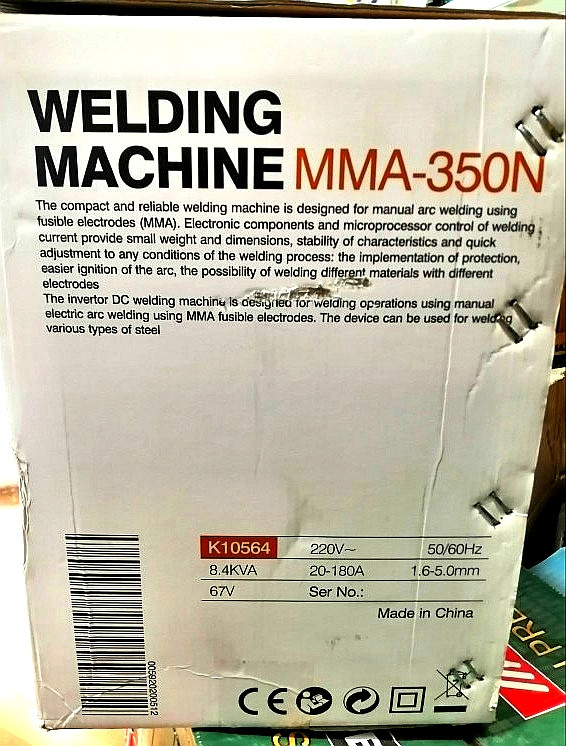 WELDING
MACHINE MMA-350N
The compact and reliable welding machine is designed for manual arc welding using
fusible electrodes (MMA). Electronic components and microprocessor control of welding
current provide small weight and dimensions, stability of characteristics and quick
adjustment to any conditions of the welding process: the implementation of protection,
easier ignition of the arc, the possibility of welding different materials with different
electrodes
The invertor DC welding machine is designed for welding operations using manual
electric arc welding using MMA fusible electrodes. The device can be used for welding
various types of steel
K10564 220V~ 50/60Hz
8.4KVA 20-180A 1.6-5.0mm
67V Ser No.:
Made in China
CE